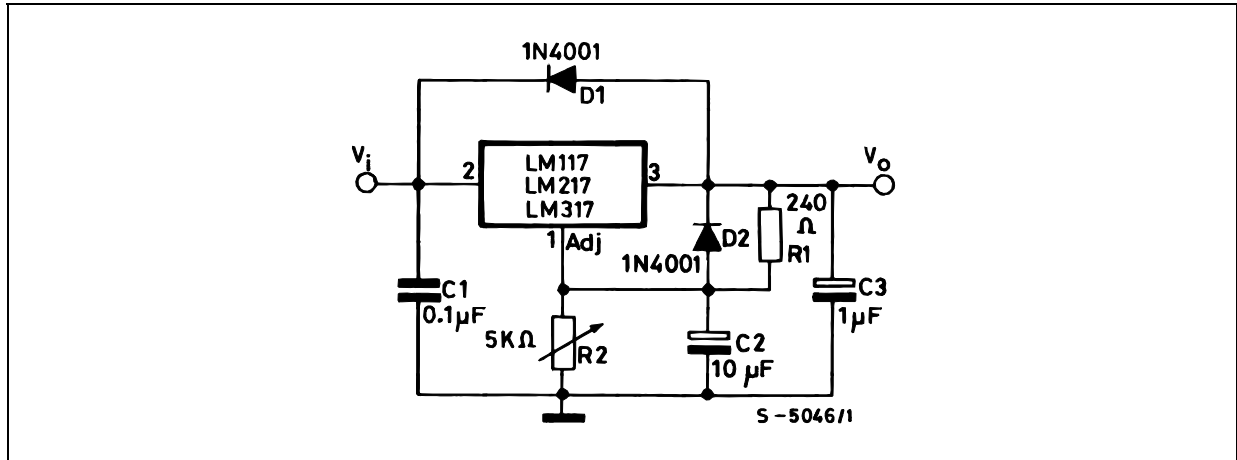 1N4001
D1
Vi
2
LM117
LM217
LM317
3
Vo
1 Adj
240
Ω
R1
D2
1N4001
C1
0.1µF
C3
1µF
5KΩ
R2
C2
10 µF
S-5046/1